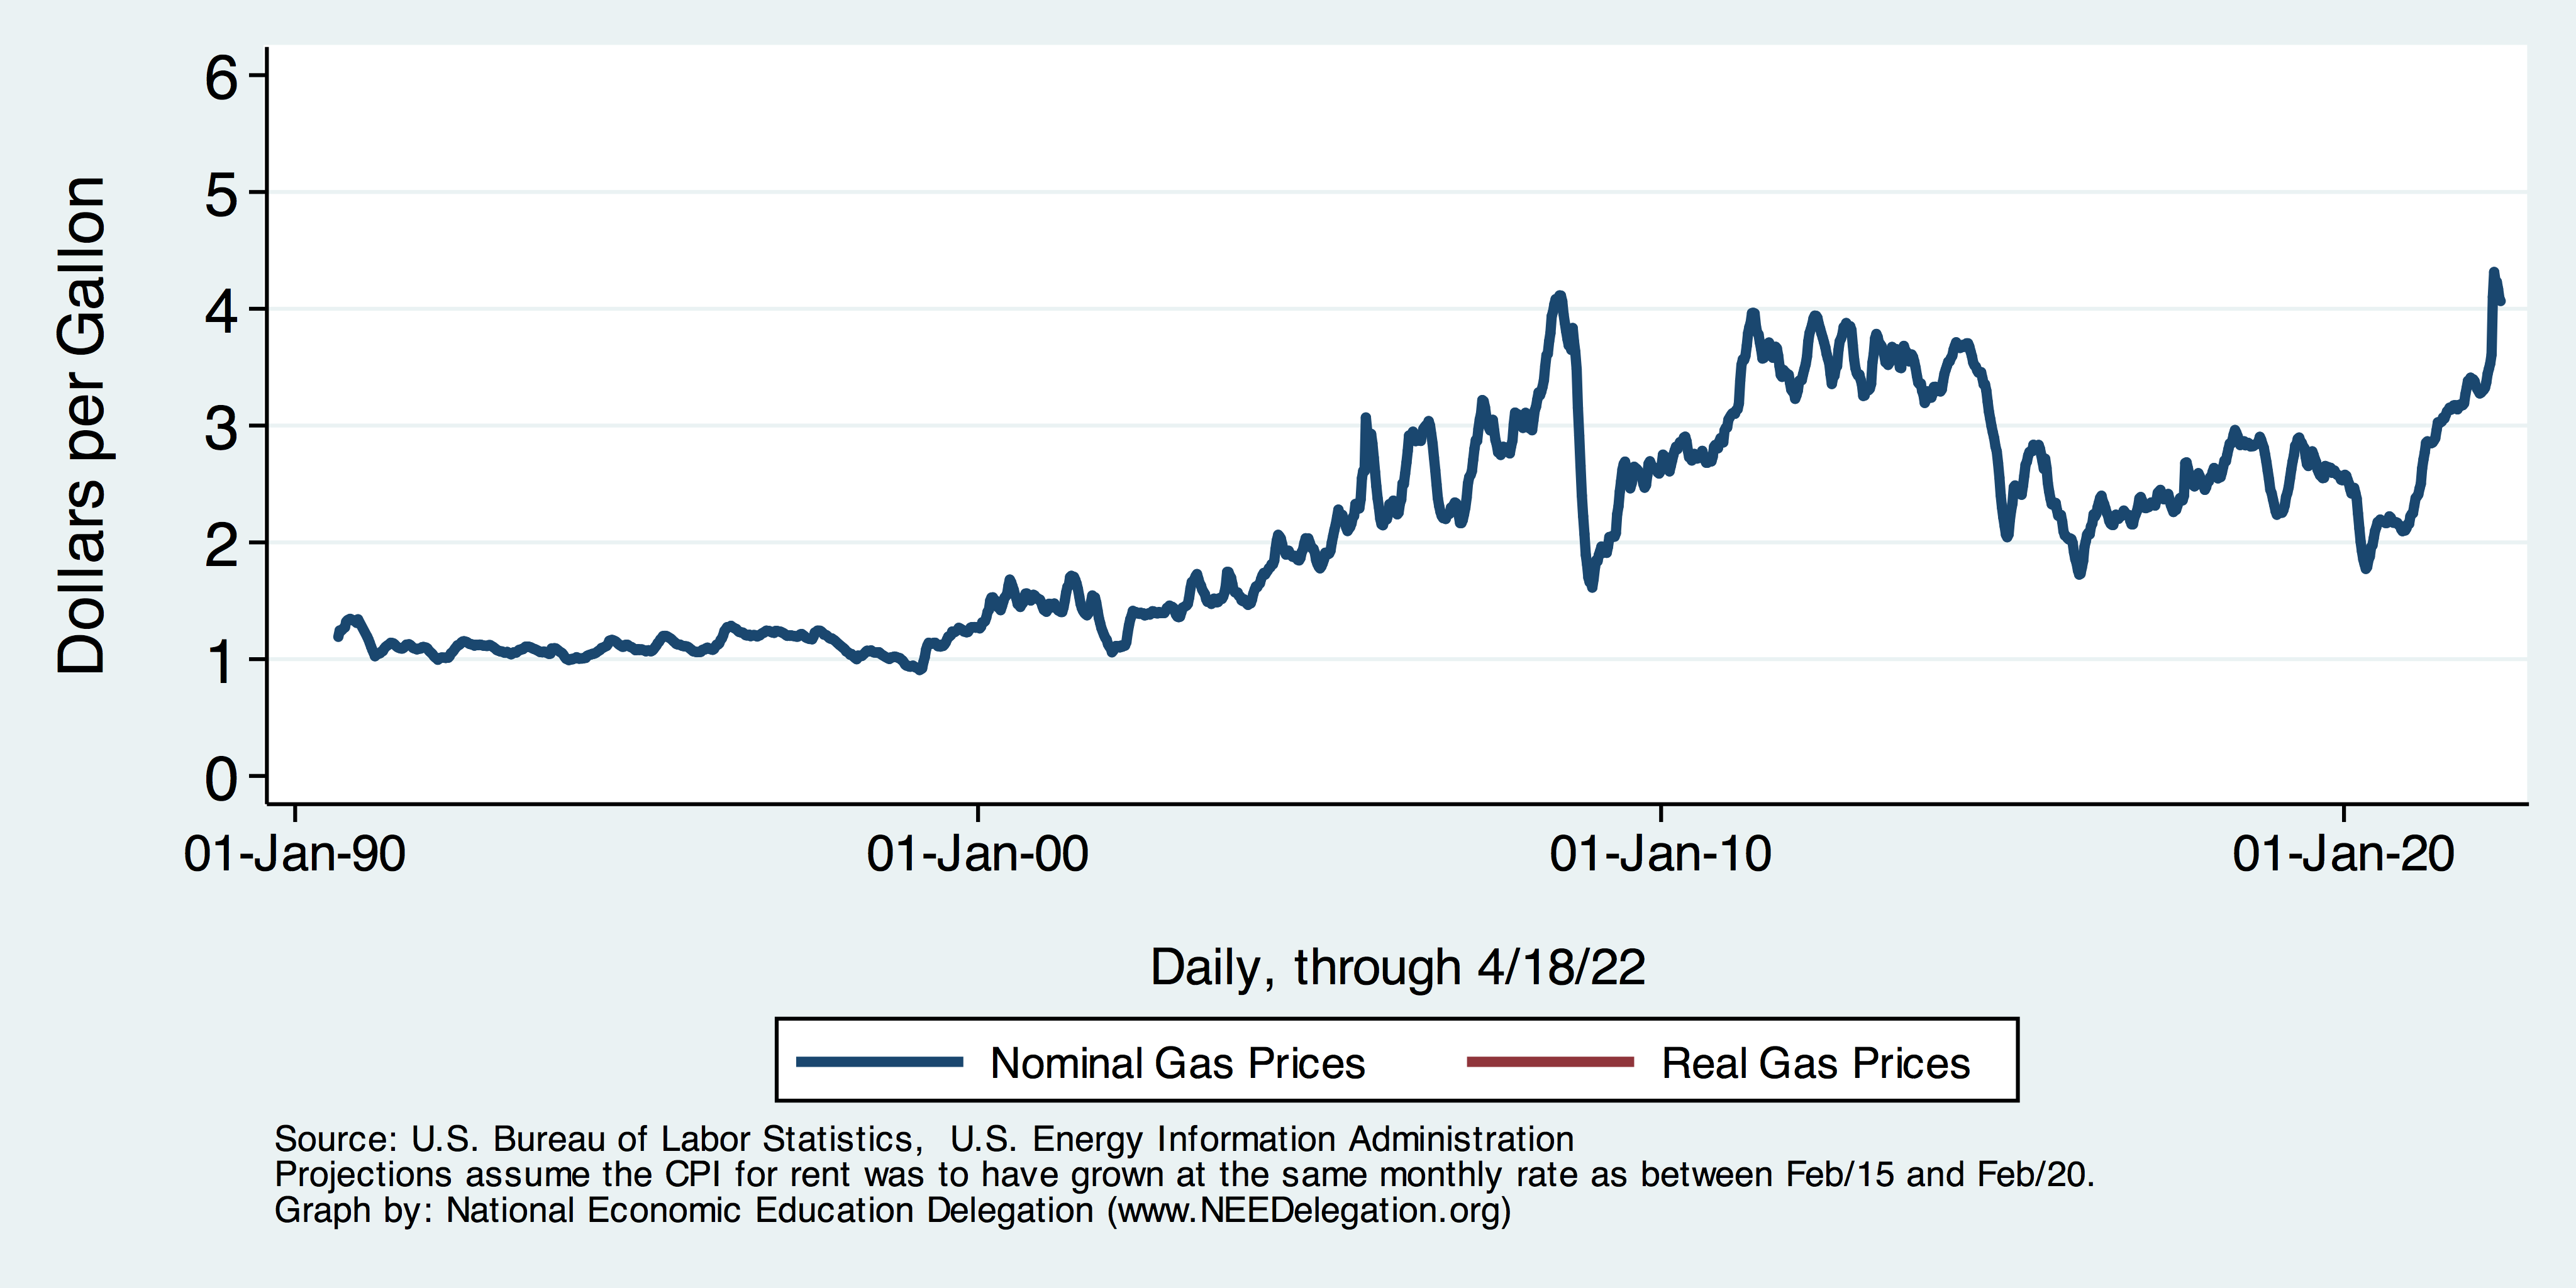 6
5
4
3
2
1
0
Dollars per Gallon
01-Jan-90 01-Jan-00 01-Jan-10 01-Jan-20
Daily, through 4/18/22
Nominal Gas Prices Real Gas Prices
Source: U.S. Bureau of Labor Statistics,  U.S. Energy Information Administration
Projections assume the CPI for rent was to have grown at the same monthly rate as between Feb/15 and Feb/20.
Graph by: National Economic Education Delegation (www.NEEDelegation.org)